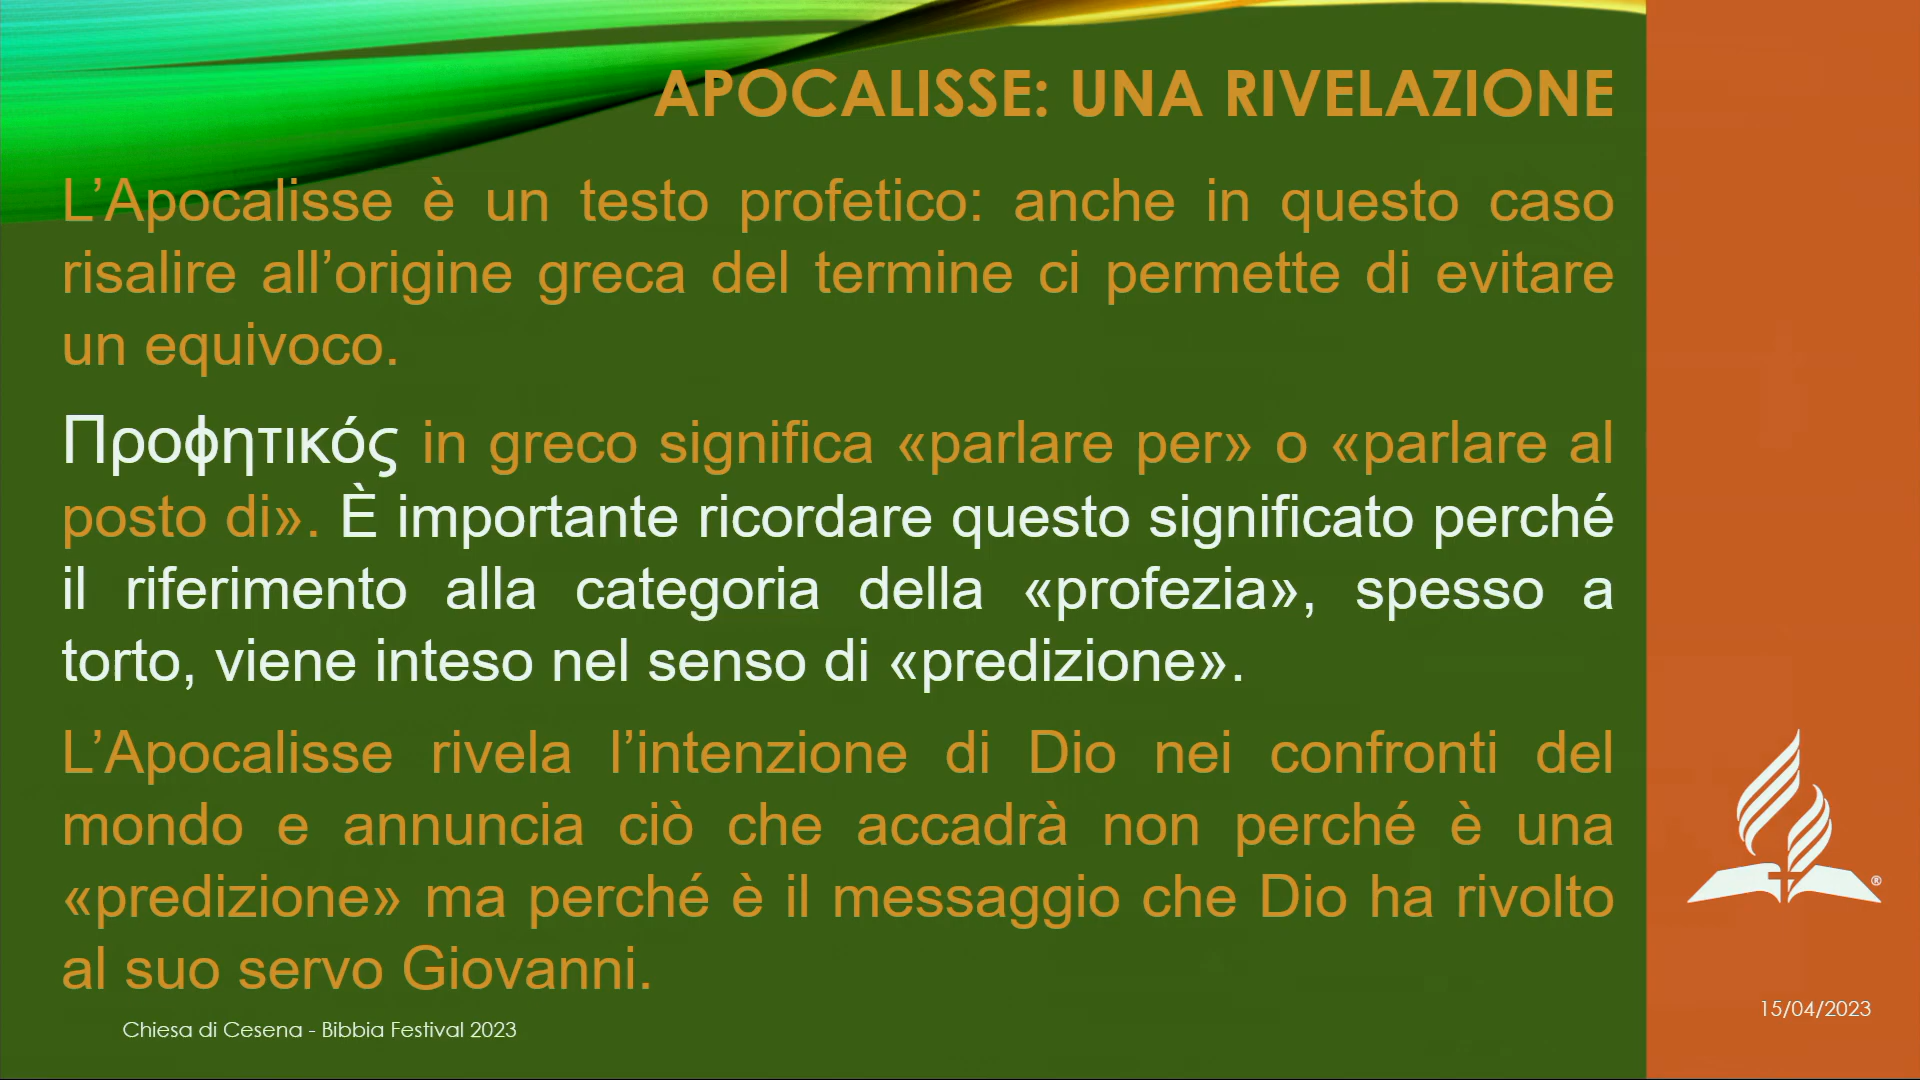 APOCALISSE: UNA RIVELAZIONE
L’Apocalisse è un testo profetico: anche in questo caso
risalire all’origine greca del termine ci permette di evitare
un equivoco.
Προφητικός in greco significa «parlare per» o «parlare al
posto di». È importante ricordare questo significato perché
il riferimento alla categoria della «profezia», spesso a
torto, viene inteso nel senso di «predizione».
L’Apocalisse rivela l’intenzione di Dio nei confronti del
mondo e annuncia ciò che accadrà non perché è una
«predizione» ma perché è il messaggio che Dio ha rivolto
al suo servo Giovanni.
®
15/04/2023
Chiesa di Cesena - Bibbia Festival 2023